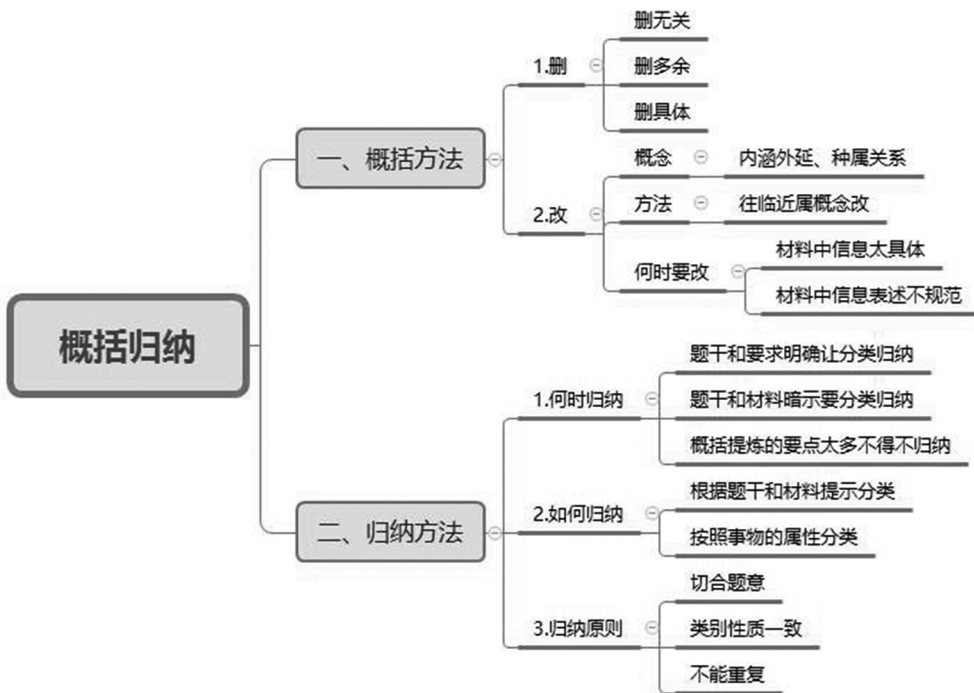 概括归纳
一、概括方法
1.删
删无关
删多余
删具体
2.改
概念
内涵外延、种属关系
方法
往临近属概念改
何时要改
材料中信息太具体
材料中信息表述不规范
二、归纳方法
1.何时归纳
题干和要求明确让分类归纳
题干和材料暗示要分类归纳
概括提炼的要点太多不得不归纳
2.如何归纳
根据题干和材料提示分类
按照事物的属性分类
3.归纳原则
切合题意
类别性质一致
不能重复